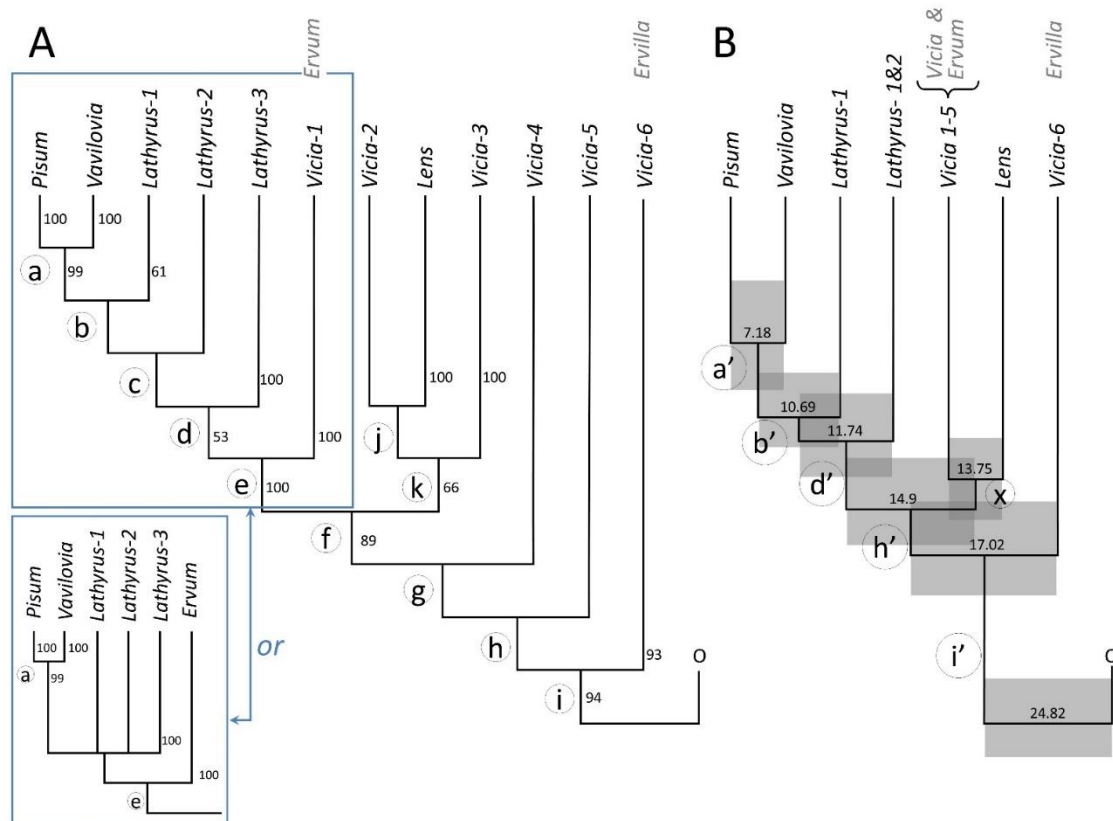 A
Ervum
Ervilla
Pisum
Vavilovia
Lathyrus-1
Lathyrus-2
Lathyrus-3
Vicia-1
Vicia-2
Lens
Vicia-3
Vicia-4
Vicia-5
Vicia-6
100
100
a
99
61
b
c
100
d
53
100
e
100
100
100
j
k
66
f
89
g
h
93
i
94
O
or
Pisum
Vavilovia
Lathyrus-1
Lathyrus-2
Lathyrus-3
Ervum
100
100
a
99
100
100
e
B
Vicia &
Ervum
Ervilla
Pisum
Vavilovia
Lathyrus-1
Lathyrus- 1&2
Vicia 1-5
Lens
Vicia-6
7.18
a’
10.69
b’
11.74
d’
13.75
x
14.9
h’
17.02
i’
O
24.82